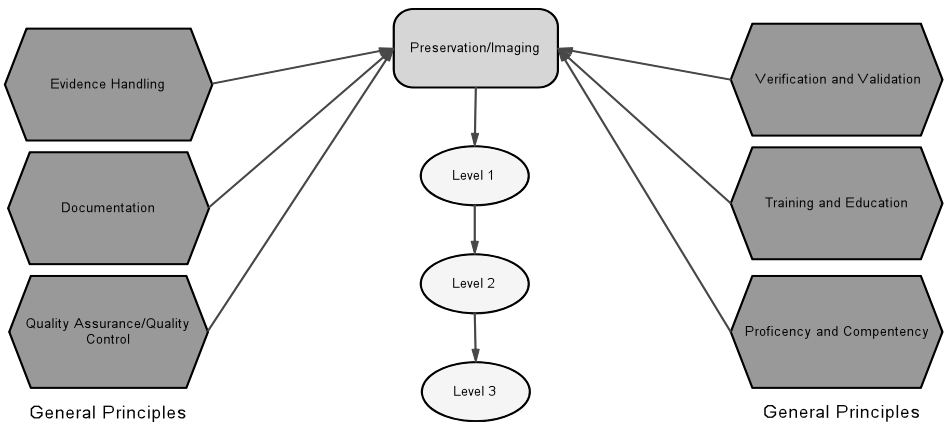 Preservation/Imaging
Evidence Handling
Documentation
Quality Assurance/Quality
Control
General Principles
Level 1
Level 2
Level 3
Verification and Validation
Training and Education
Proficency and Compentency
General Principles